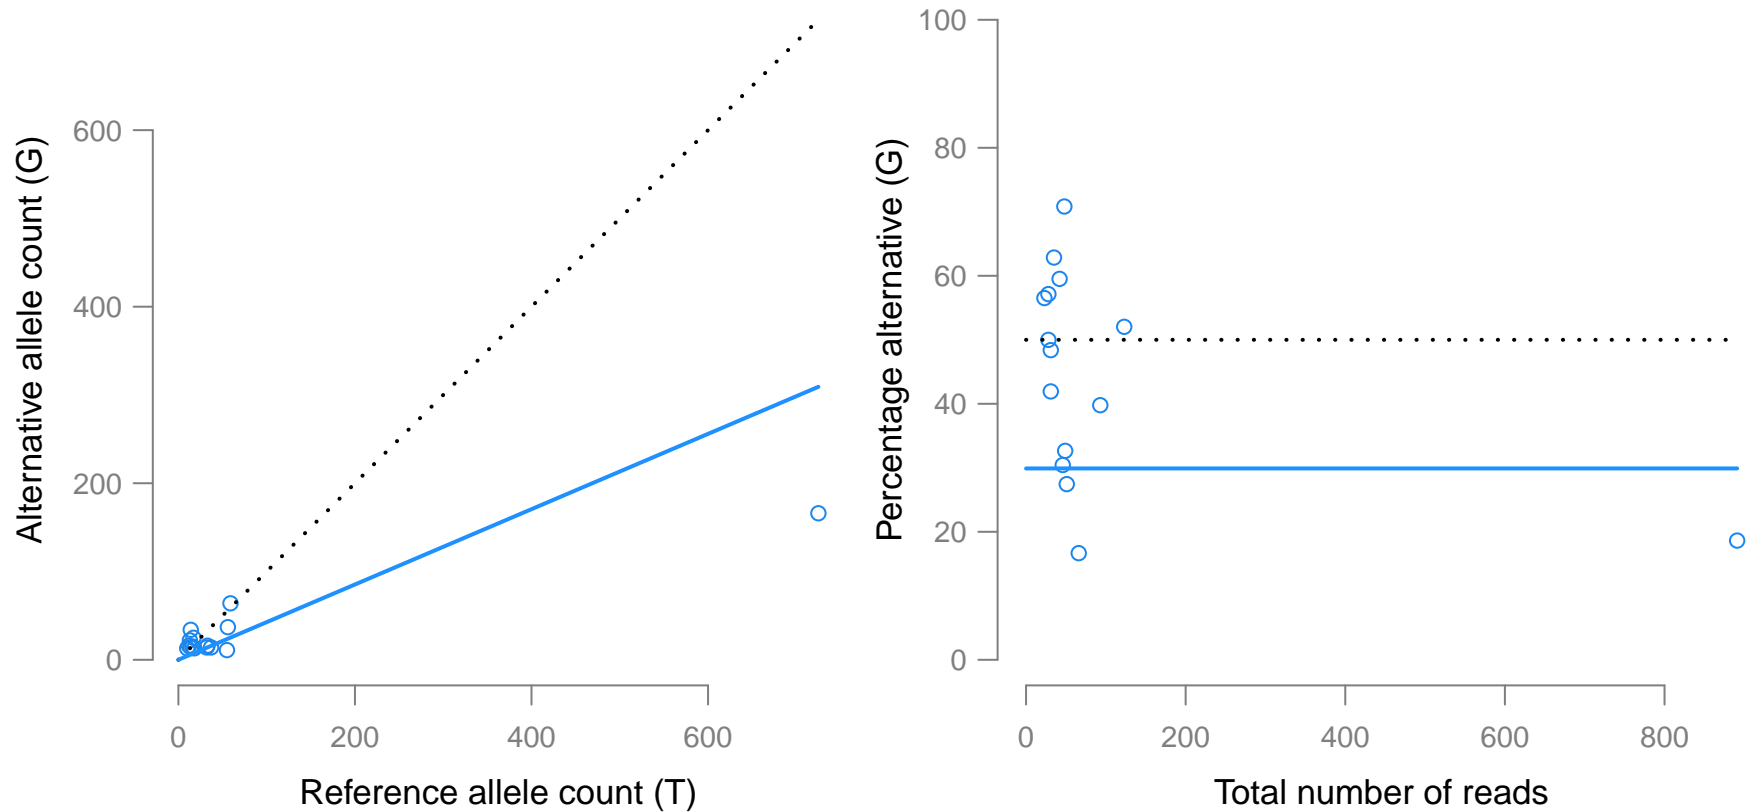 Alternative allele count (G)
600
400
200
0
0 200 400 600
Reference allele count (T)
Percentage alternative (G)
100
80
60
40
20
0
0 200 400 600 800
Total number of reads